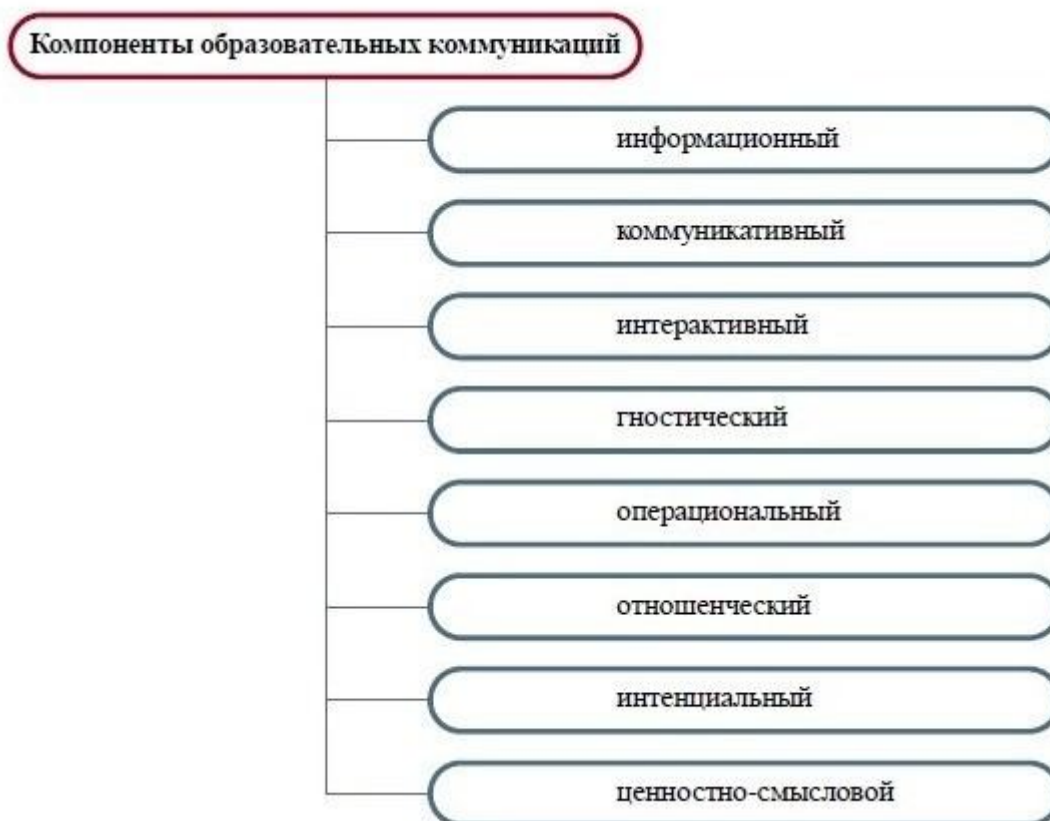 Компоненты образовательных коммуникаций
информационный
коммуникативный
интерактивный
гностический
операциональный
отношенческий
интенциальный
ценностно-смысловой